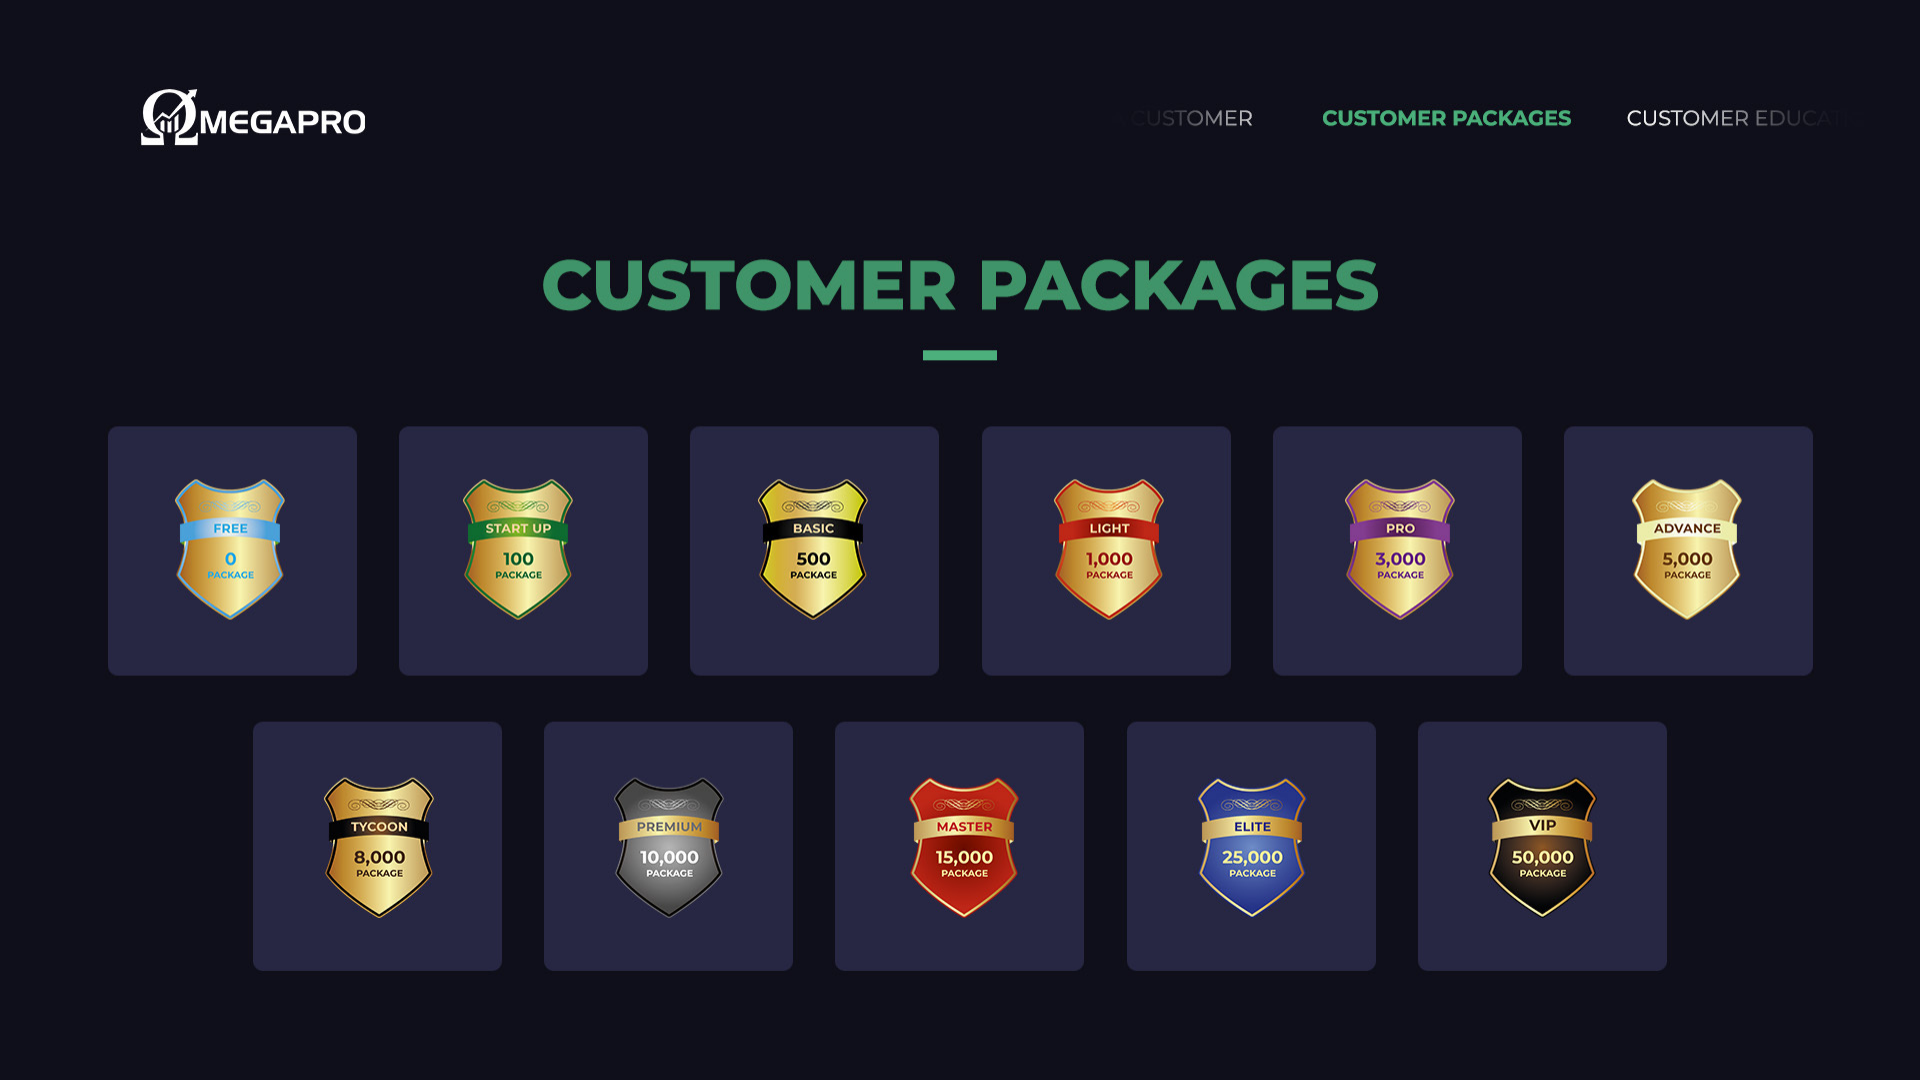 ΩMEGAPRO
CUSTOMER
CUSTOMER PACKAGES
CUSTOMER
CUSTOMER PACKAGES
FREE
0
PACKAGE
START UP
100
PACKAGE
BASIC
500
PACKAGE
LIGHT
1,000
PACKAGE
PRO
3,000
PACKAGE
ADVANCE
5,000
PACKAGE
TYCOON
8,000
PACKAGE
PREMIUM
10,000
PACKAGE
MASTER
15,000
PACKAGE
ELITE
25,000
PACKAGE
VIP
50,000
PACKAGE